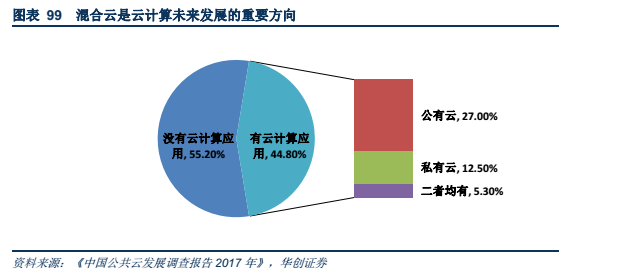 图表 99 混合云是云计算未来发展的重要方向
没有云计算应
用, 55.20%
有云计算应
用, 44.80%
公有云, 27.00%
私有云, 12.50%
二者均有, 5.30%
资料来源：《中国公共云发展调查报告 2017 年》，华创证券